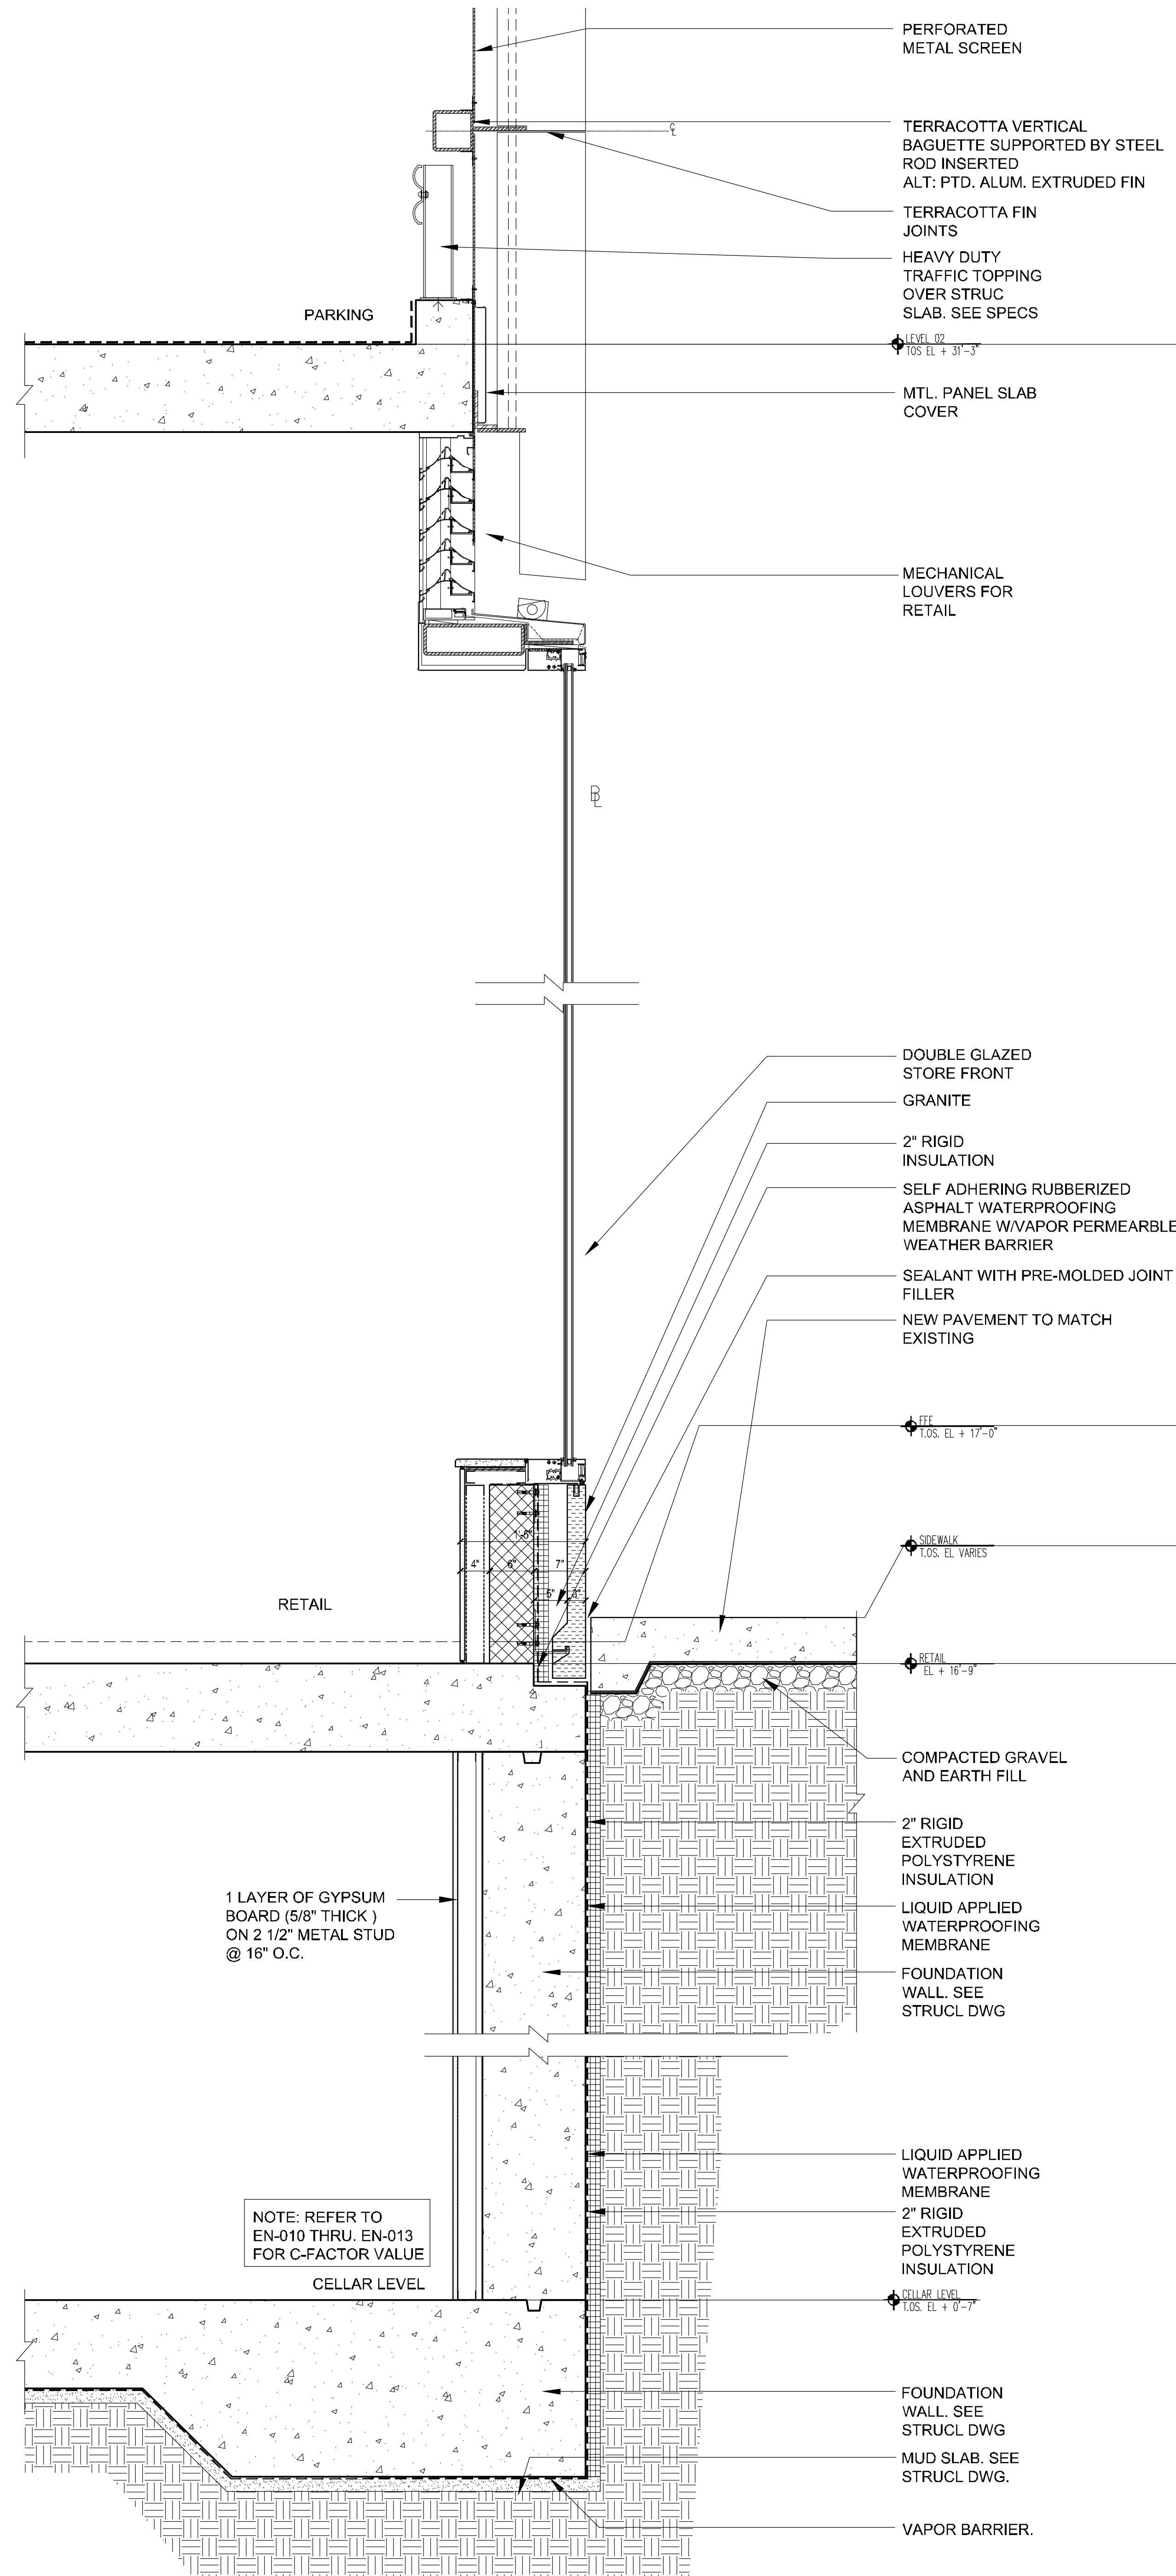 PERFORATED
METAL SCREEN
℄
TERRACOTTA VERTICAL
BAGUETTE SUPPORTED BY STEEL
ROD INSERTED
ALT: PTD. ALUM. EXTRUDED FIN
TERRACOTTA FIN
JOINTS
HEAVY DUTY
TRAFFIC TOPPING
OVER STRUC
SLAB. SEE SPECS
PARKING
LEVEL 02
TOS EL + 31'-3"
MTL. PANEL SLAB
COVER
MECHANICAL
LOUVERS FOR
RETAIL
BL
DOUBLE GLAZED
STORE FRONT
GRANITE
2" RIGID
INSULATION
SELF ADHERING RUBBERIZED
ASPHALT WATERPROOFING
MEMBRANE W/VAPOR PERMEARBLE
WEATHER BARRIER
SEALANT WITH PRE-MOLDED JOINT
FILLER
NEW PAVEMENT TO MATCH
EXISTING
FFE
T.OS. EL + 17'-0"
1'-5"
4"
6"
7"
5"
3"
SIDEWALK
T.OS. EL VARIES
RETAIL
RETAIL
EL + 16'-9"
COMPACTED GRAVEL
AND EARTH FILL
2" RIGID
EXTRUDED
POLYSTYRENE
INSULATION
1 LAYER OF GYPSUM
BOARD (5/8" THICK )
ON 2 1/2" METAL STUD
@ 16" O.C.
LIQUID APPLIED
WATERPROOFING
MEMBRANE
FOUNDATION
WALL. SEE
STRUCL DWG
LIQUID APPLIED
WATERPROOFING
MEMBRANE
2" RIGID
EXTRUDED
POLYSTYRENE
INSULATION
NOTE: REFER TO
EN-010 THRU. EN-013
FOR C-FACTOR VALUE
CELLAR LEVEL
CELLAR LEVEL
T.OS. EL + 0'-7"
FOUNDATION
WALL. SEE
STRUCL DWG
MUD SLAB. SEE
STRUCL DWG.
VAPOR BARRIER.